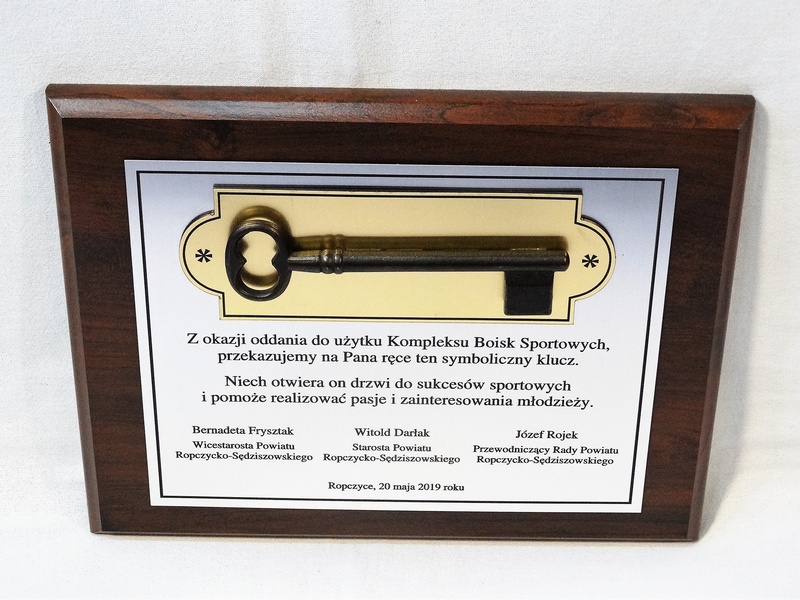 Z okazji oddania do użytku Kompleksu Boisk Sportowych,
przekazujemy na Pana ręce ten symboliczny klucz.
Niech otwiera on drzwi do sukcesów sportowych
i pomoże realizować pasje i zainteresowania młodzieży.
Bernadeta Frysztak
Wicestarosta Powiatu
Ropczycko-Sędziszowskiego
Witold Darłak
Starosta Powiatu
Ropczycko-Sędziszowskiego
Józef Rojek
Przewodniczący Rady Powiatu
Ropczycko-Sędziszowskiego
Ropczyce, 20 maja 2019 roku